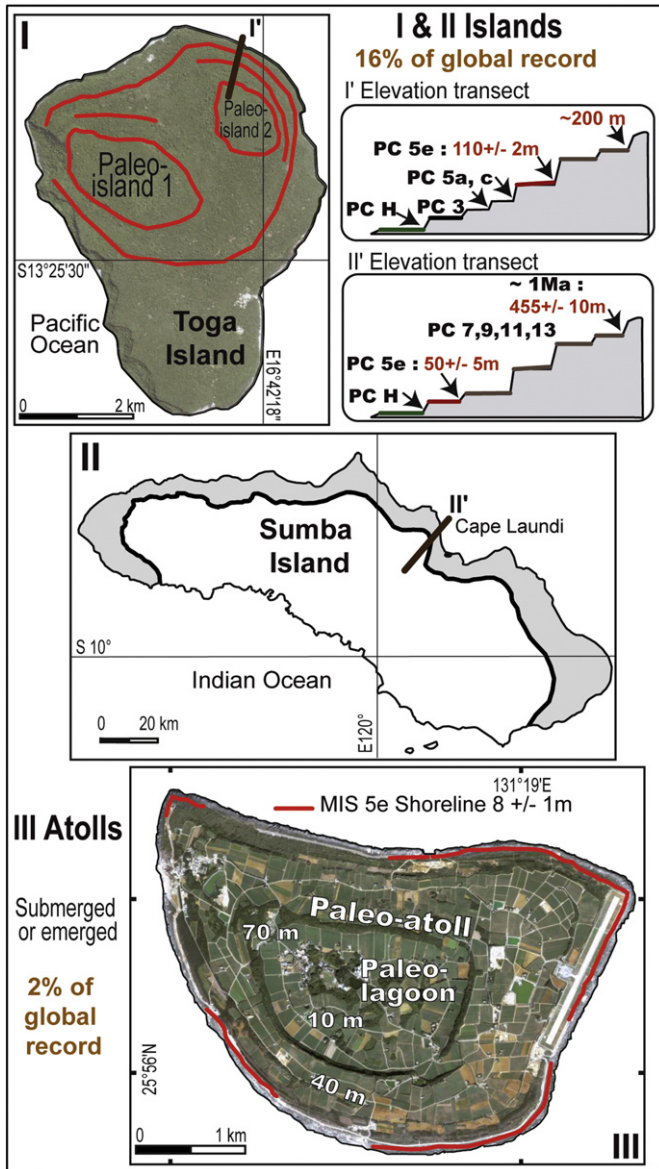 I
I'
Paleo-
island 2
Paleo-
island 1
S13°25'30"
Pacific
Ocean
Toga
Island
E16°42'18"
0 2 km
I & II Islands
16% of global record
I' Elevation transect
~200 m
PC 5e : 110+/- 2m
PC 5a, c
PC H
PC 3
II' Elevation transect
~ 1Ma :
455+/- 10m
PC 7,9,11,13
PC 5e : 50+/- 5m
PC H
II
II'
Cape Laundi
Sumba
Island
S 10°
Indian Ocean
E120°
0 20 km
III Atolls
Submerged
or emerged
2% of
global
record
131°19'E
MIS 5e Shoreline 8 +/- 1m
Paleo-atoll
70 m
Paleo-
lagoon
10 m
40 m
25°56'N
0 1 km
III